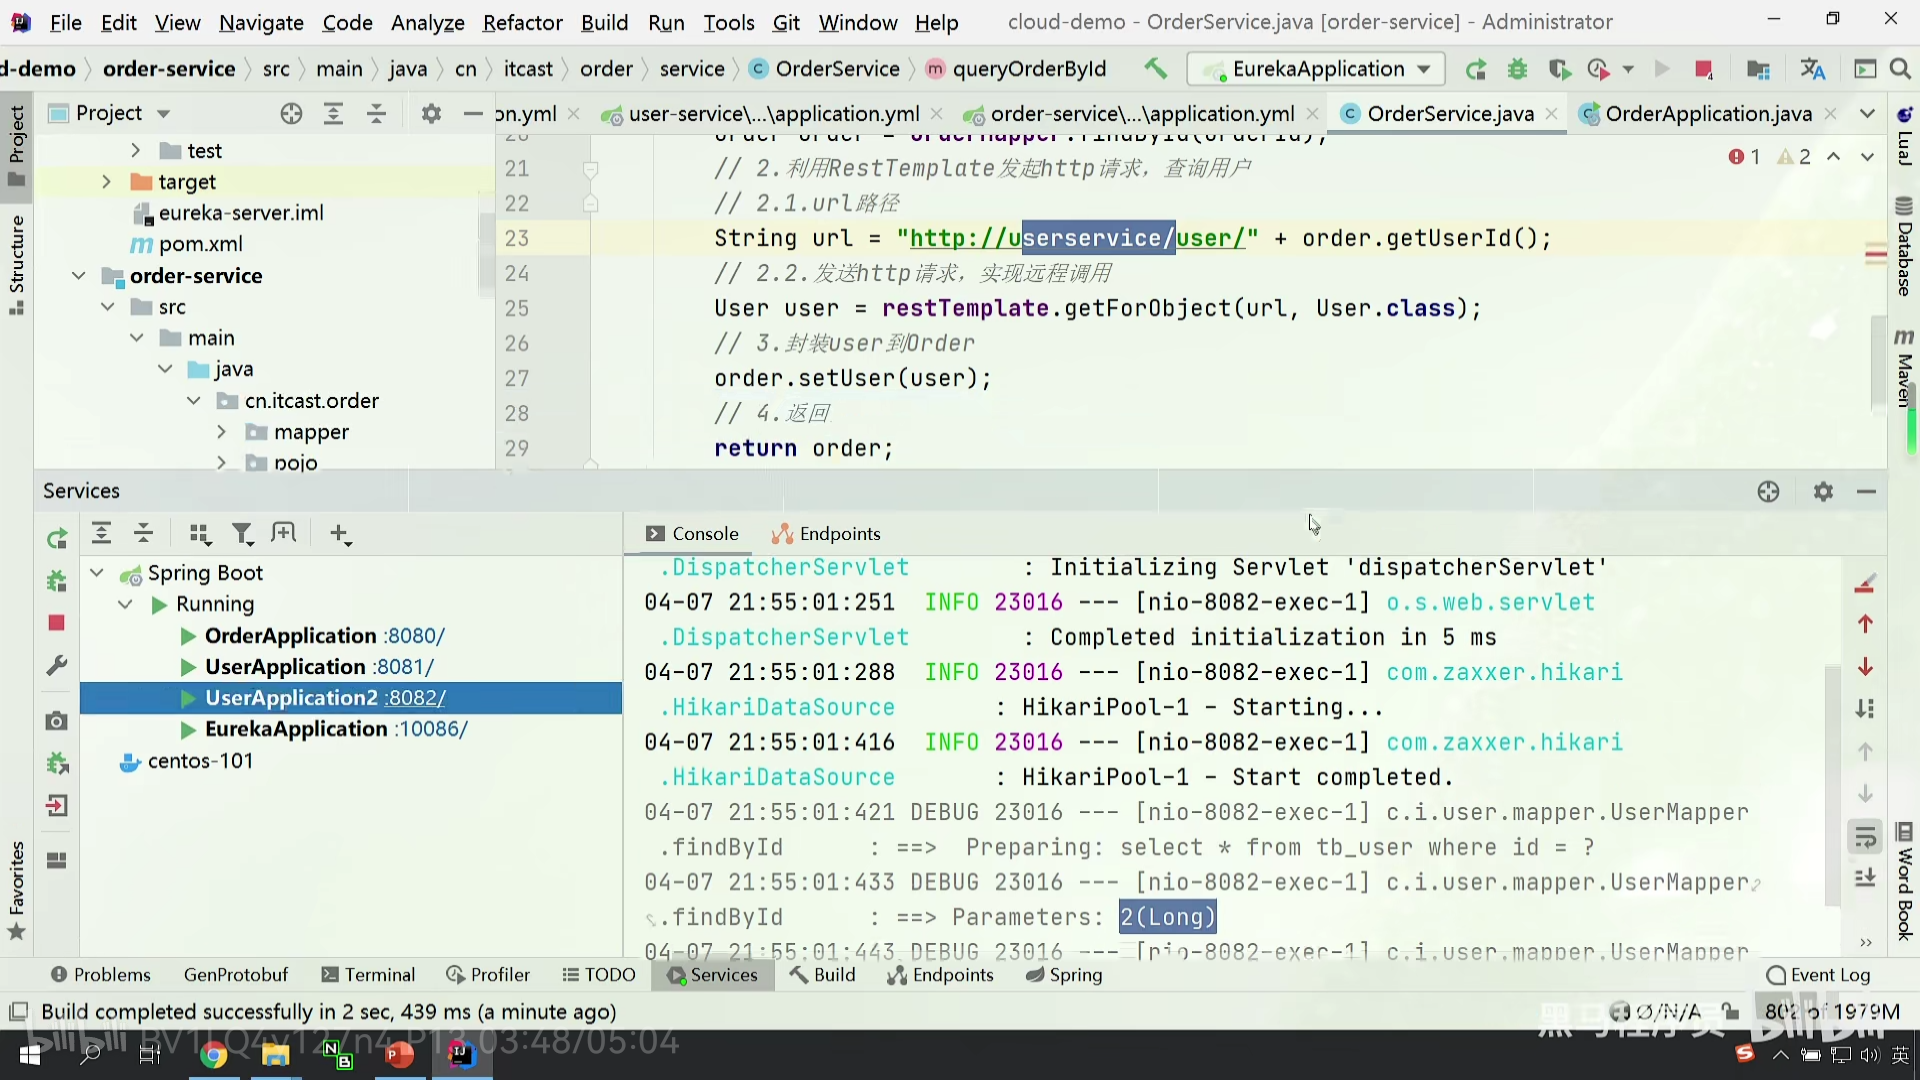 File Edit View Navigate Code Analyze Refactor Build Run Tools Git Window Help cloud-demo - OrderService.java [order-service] - Administrator
d-demo order-service src main java cn itcast order service OrderService queryOrderById EurekaApplication
Project on.yml user-service\...\application.yml order-service\...\application.yml OrderService.java OrderApplication.java
test
target
eureka-server.iml
pom.xml
order-service
src
main
java
cn.itcast.order
mapper
pojo
20 Order order = orderMapper.findById(orderId);
21 // 2.利用RestTemplate发起http请求，查询用户
22 // 2.1.url路径
23 String url = "http://userservice/user/" + order.getUserId();
24 // 2.2.发送http请求，实现远程调用
25 User user = restTemplate.getForObject(url, User.class);
26 // 3.封装user到Order
27 order.setUser(user);
28 // 4.返回
29 return order;
1 2
Project
Structure
Favorites
Luai
Database
Maven
Word Book
Services
Spring Boot
Running
OrderApplication :8080/
UserApplication :8081/
UserApplication2 :8082/
EurekaApplication :10086/
centos-101
Console Endpoints
.DispatcherServlet : Initializing Servlet 'dispatcherServlet'
04-07 21:55:01:251 INFO 23016 --- [nio-8082-exec-1] o.s.web.servlet
.DispatcherServlet : Completed initialization in 5 ms
04-07 21:55:01:288 INFO 23016 --- [nio-8082-exec-1] com.zaxxer.hikari
.HikariDataSource : HikariPool-1 - Starting...
04-07 21:55:01:416 INFO 23016 --- [nio-8082-exec-1] com.zaxxer.hikari
.HikariDataSource : HikariPool-1 - Start completed.
04-07 21:55:01:421 DEBUG 23016 --- [nio-8082-exec-1] c.i.user.mapper.UserMapper
.findById : ==> Preparing: select * from tb_user where id = ?
04-07 21:55:01:433 DEBUG 23016 --- [nio-8082-exec-1] c.i.user.mapper.UserMapper
.findById : ==> Parameters: 2(Long)
04-07 21:55:01:443 DEBUG 23016 --- [nio-8082-exec-1] c.i.user.mapper.UserMapper
Problems GenProtobuf Terminal Profiler TODO Services Build Endpoints Spring Event Log
Build completed successfully in 2 sec, 439 ms (a minute ago) Ø/N/A 802 of 1979M
黑马程序员 bilibili
bilibili BV1LQ4y127n4 P13 03:48/05:04
英